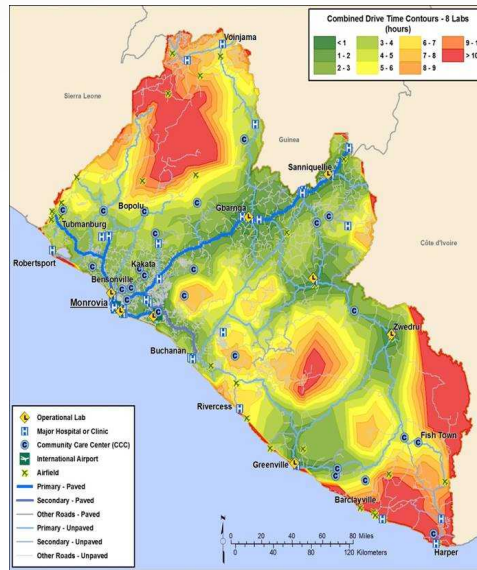 Combined Drive Time Contours - 8 Labs
(hours)
< 1
1 - 2
2 - 3
3 - 4
4 - 5
5 - 6
6 - 7
7 - 8
8 - 9
> 10
Voinjama
Sierra Leone
Guinea
Sanniquellie
Gbarnga
Bopolu
Tubmanburg
Côte d'Ivoire
Robertsport
Kakata
Bensonville
Monrovia
Zwedru
Buchanan
Rivercess
Fish Town
Greenville
Barclayville
Harper
Operational Lab
Major Hospital or Clinic
Community Care Center (CCC)
International Airport
Airfield
Primary - Paved
Secondary - Paved
Other Roads - Paved
Primary - Unpaved
Secondary - Unpaved
Other Roads - Unpaved
0 10 20 40 60 80 Miles
0 20 40 60 80 100 120 Kilometers